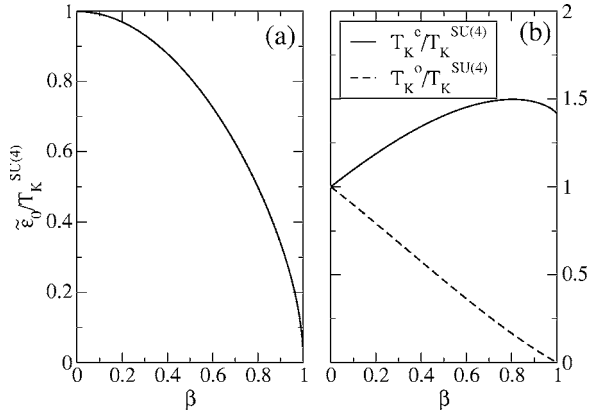 (a)
1
0.8
0.6
0.4
0.2
0
ε̃₀/T_K^SU(4)
0 0.2 0.4 0.6 0.8 1
β
(b)
T_K^e/T_K^SU(4)
T_K^o/T_K^SU(4)
2
1.5
1
0.5
0
0 0.2 0.4 0.6 0.8 1
β